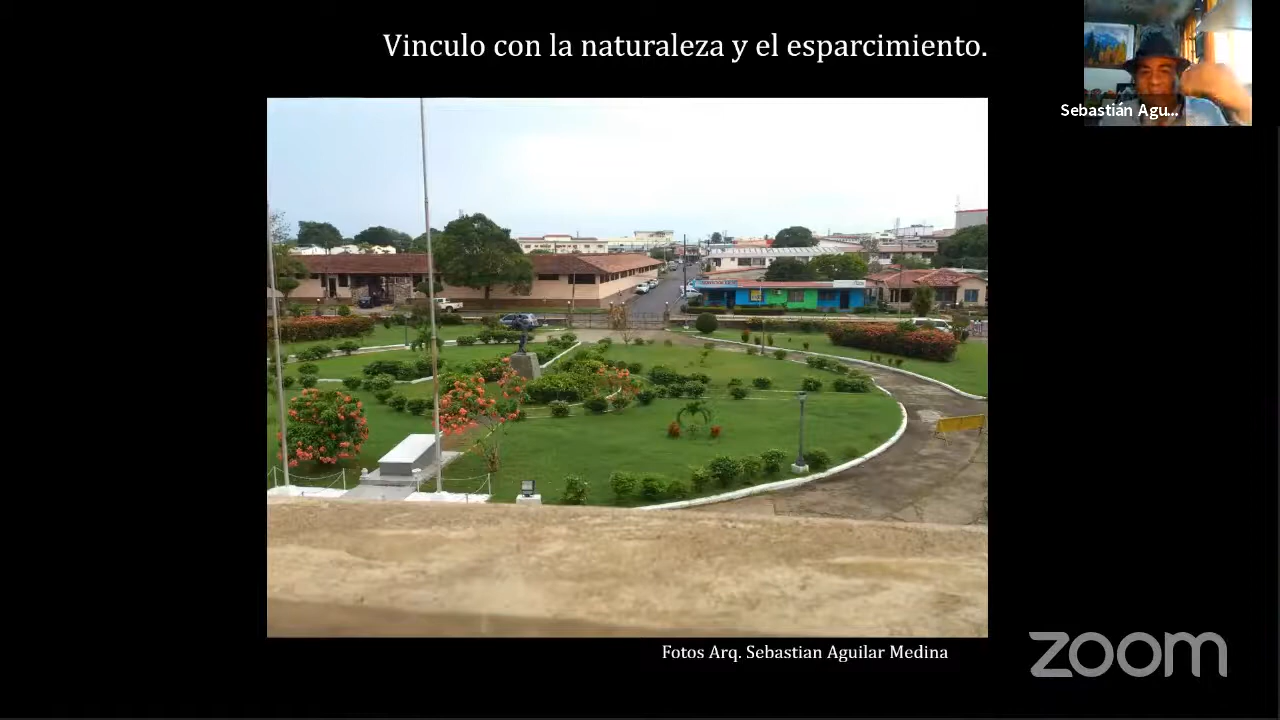 Vinculo con la naturaleza y el esparcimiento.
Sebastián Agu...
Fotos Arq. Sebastian Aguilar Medina
zoom